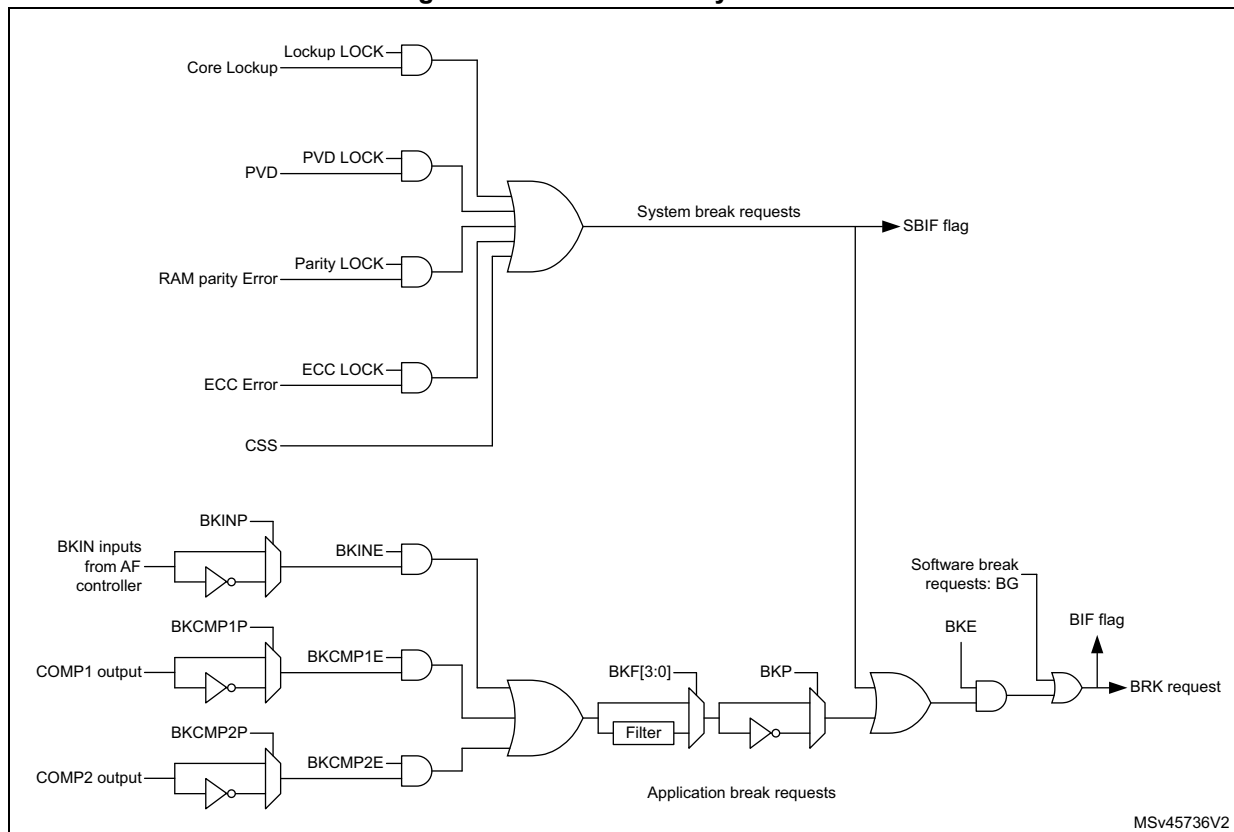 Lockup LOCK
Core Lockup
PVD LOCK
PVD
System break requests
SBIF flag
Parity LOCK
RAM parity Error
ECC LOCK
ECC Error
CSS
BKINP
BKIN inputs
from AF
controller
BKINE
Software break
requests: BG
BIF flag
BKCMP1P
BKE
COMP1 output
BKCMP1E
BKF[3:0]
BKP
BRK request
BKCMP2P
Filter
BKCMP2E
COMP2 output
Application break requests
MSv45736V2